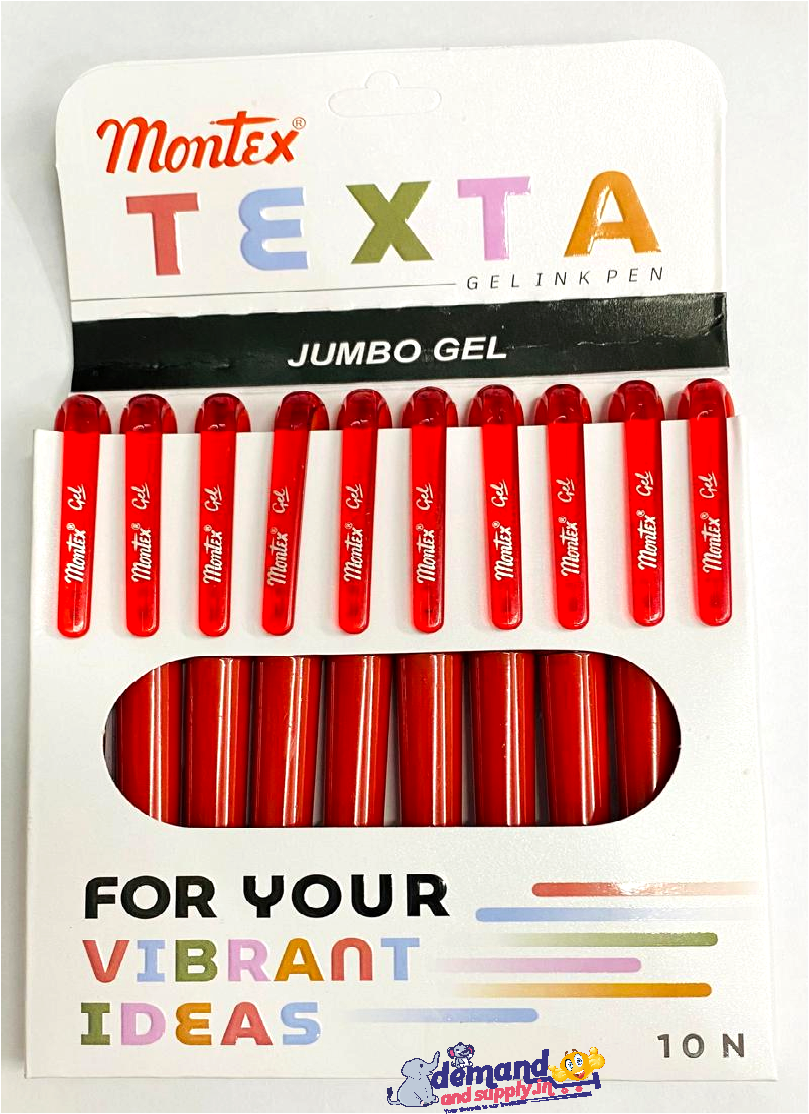 Montex®
TEXTA
GEL INK PEN
JUMBO GEL
Montex® Gel
Montex® Gel
Montex® Gel
Montex® Gel
Montex® Gel
Montex® Gel
Montex® Gel
Montex® Gel
Montex® Gel
Montex® Gel
FOR YOUR
VIBRANT
IDEAS
10 N
demand
and supply.in